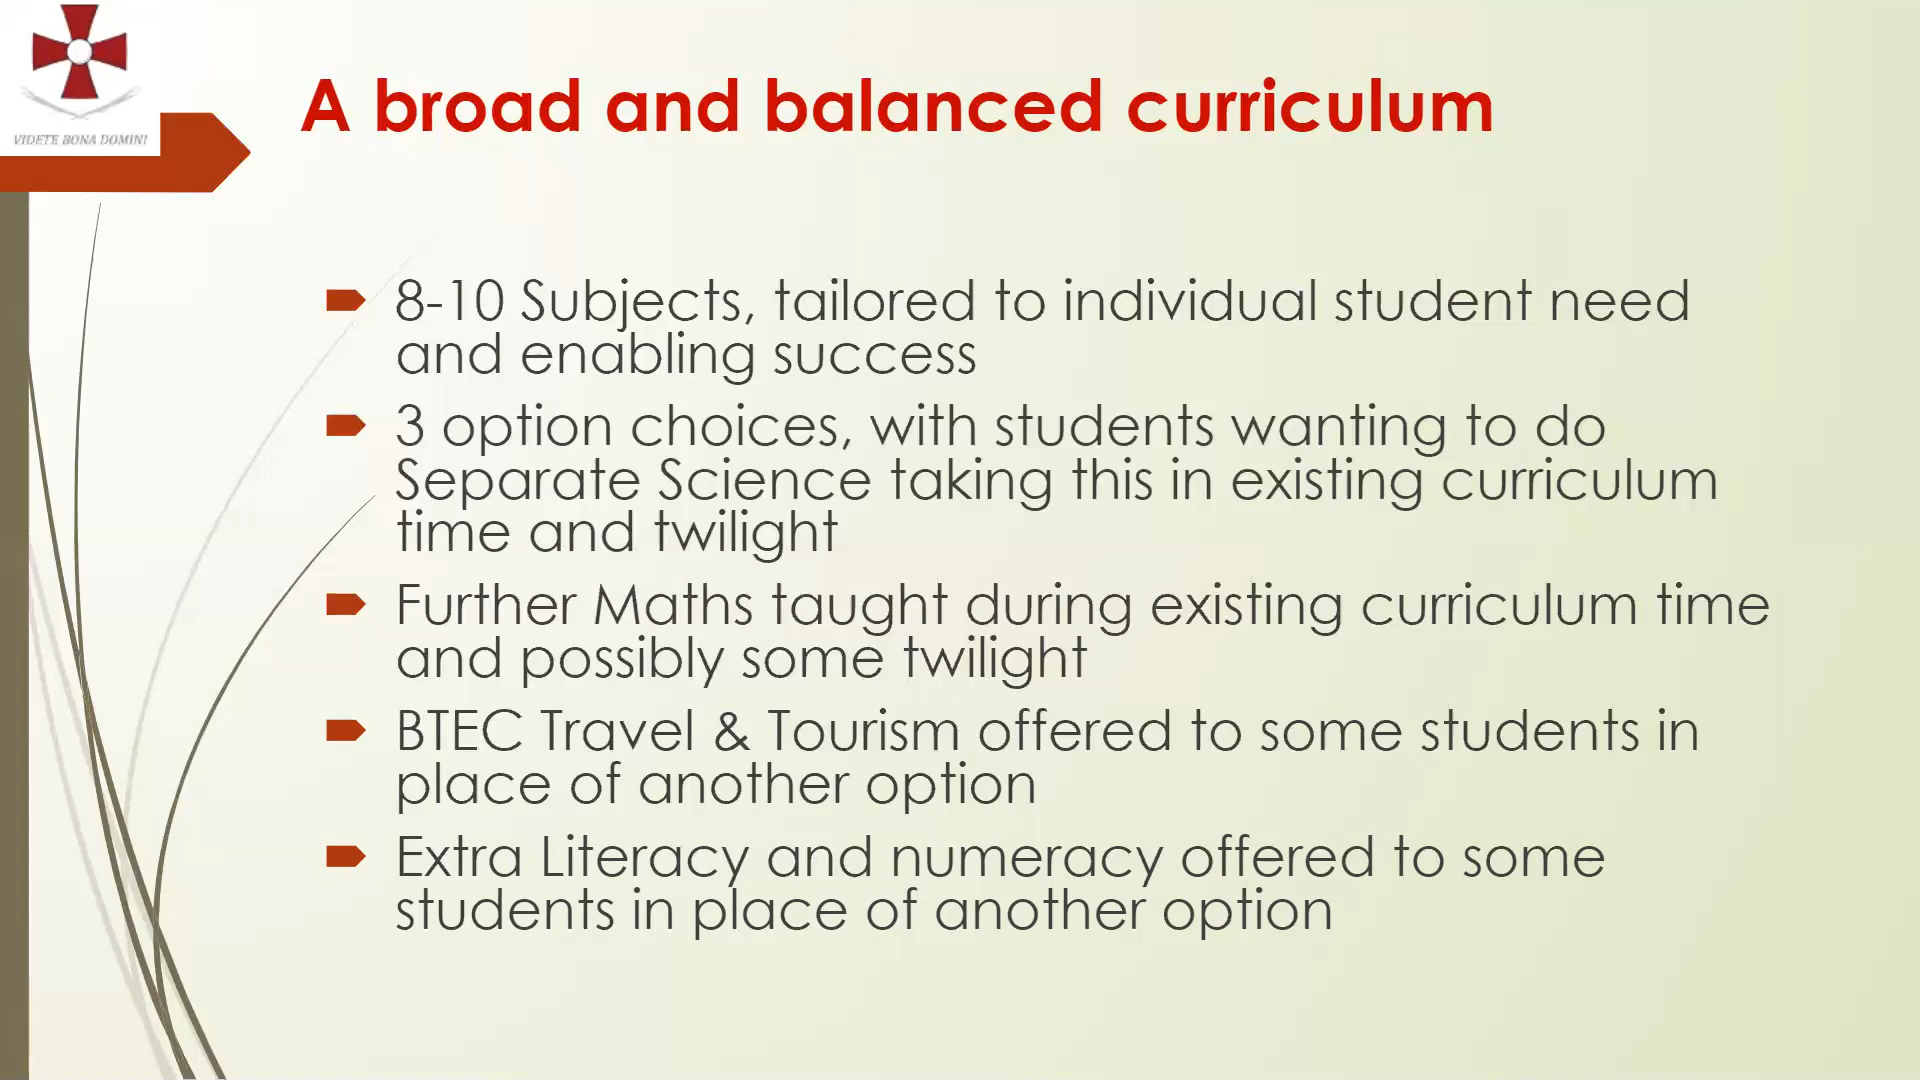 VIDETE BONA DOMINI
A broad and balanced curriculum
8-10 Subjects, tailored to individual student need
and enabling success
3 option choices, with students wanting to do
Separate Science taking this in existing curriculum
time and twilight
Further Maths taught during existing curriculum time
and possibly some twilight
BTEC Travel & Tourism offered to some students in
place of another option
Extra Literacy and numeracy offered to some
students in place of another option